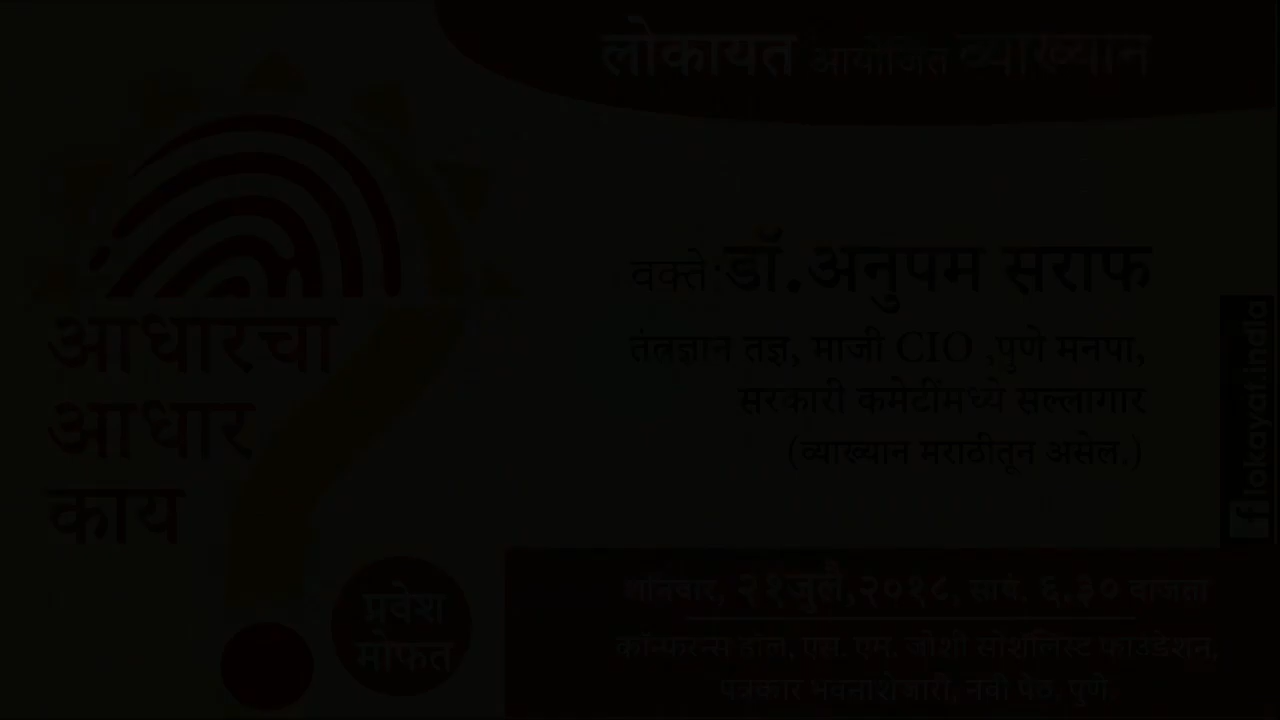 लोकायत आयोजित व्याख्यान
वक्ते: डॉ. अनुपम सराफ
तंत्रज्ञान तज्ञ, माजी CIO ,पुणे मनपा,
सरकारी कमेटींमध्ये सल्लागार
(व्याख्यान मराठीतून असेल.)
आधारचा
आधार
काय
प्रवेश
मोफत
शनिवार, २१जुलै,२०१८, सायं, ६.३० वाजता
कॉन्फरन्स हॉल, एस. एम. जोशी सोशॅलिस्ट फाउंडेशन,
पत्रकार भवनाशेजारी, नवी पेठ. पुणे.
f lokayat.india